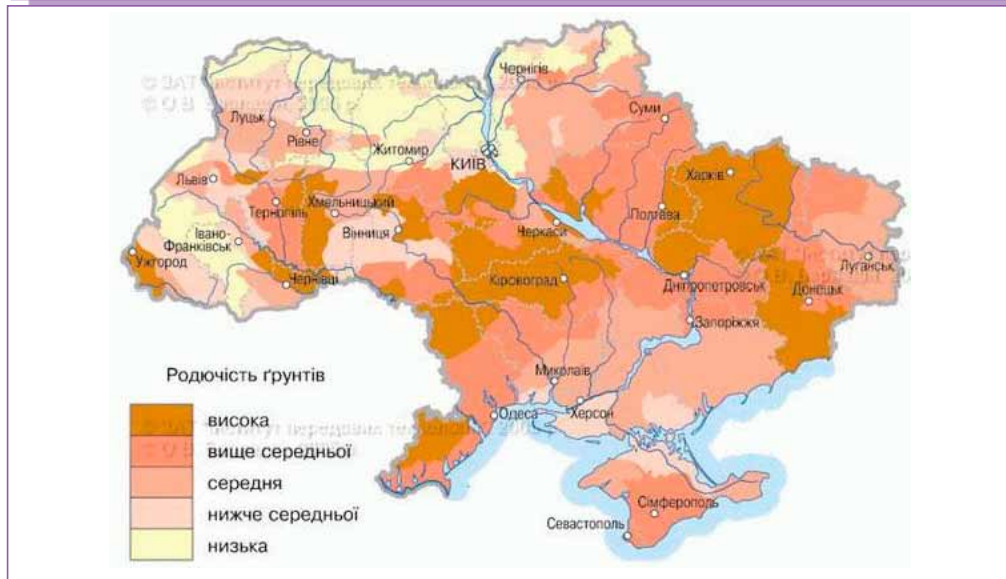 Чернігів
Суми
Луцьк
Рівне
Житомир
КИЇВ
Харків
Львів
Хмельницький
Полтава
Тернопіль
Вінниця
Черкаси
Івано-
Франківськ
Ужгород
Чернівці
Кіровоград
Дніпропетровськ
Луганськ
Донецьк
Запоріжжя
Миколаїв
Одеса
Херсон
Сімферополь
Севастополь
Родючість ґрунтів
висока
вище середньої
середня
нижче середньої
низька